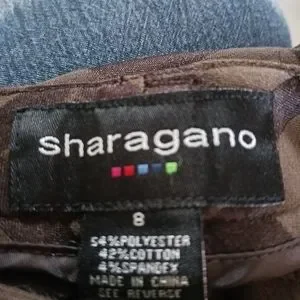 sharagano
8
54%POLYESTER
42%COTTON
4%SPANDEX
MADE IN CHINA
SEE REVERSE